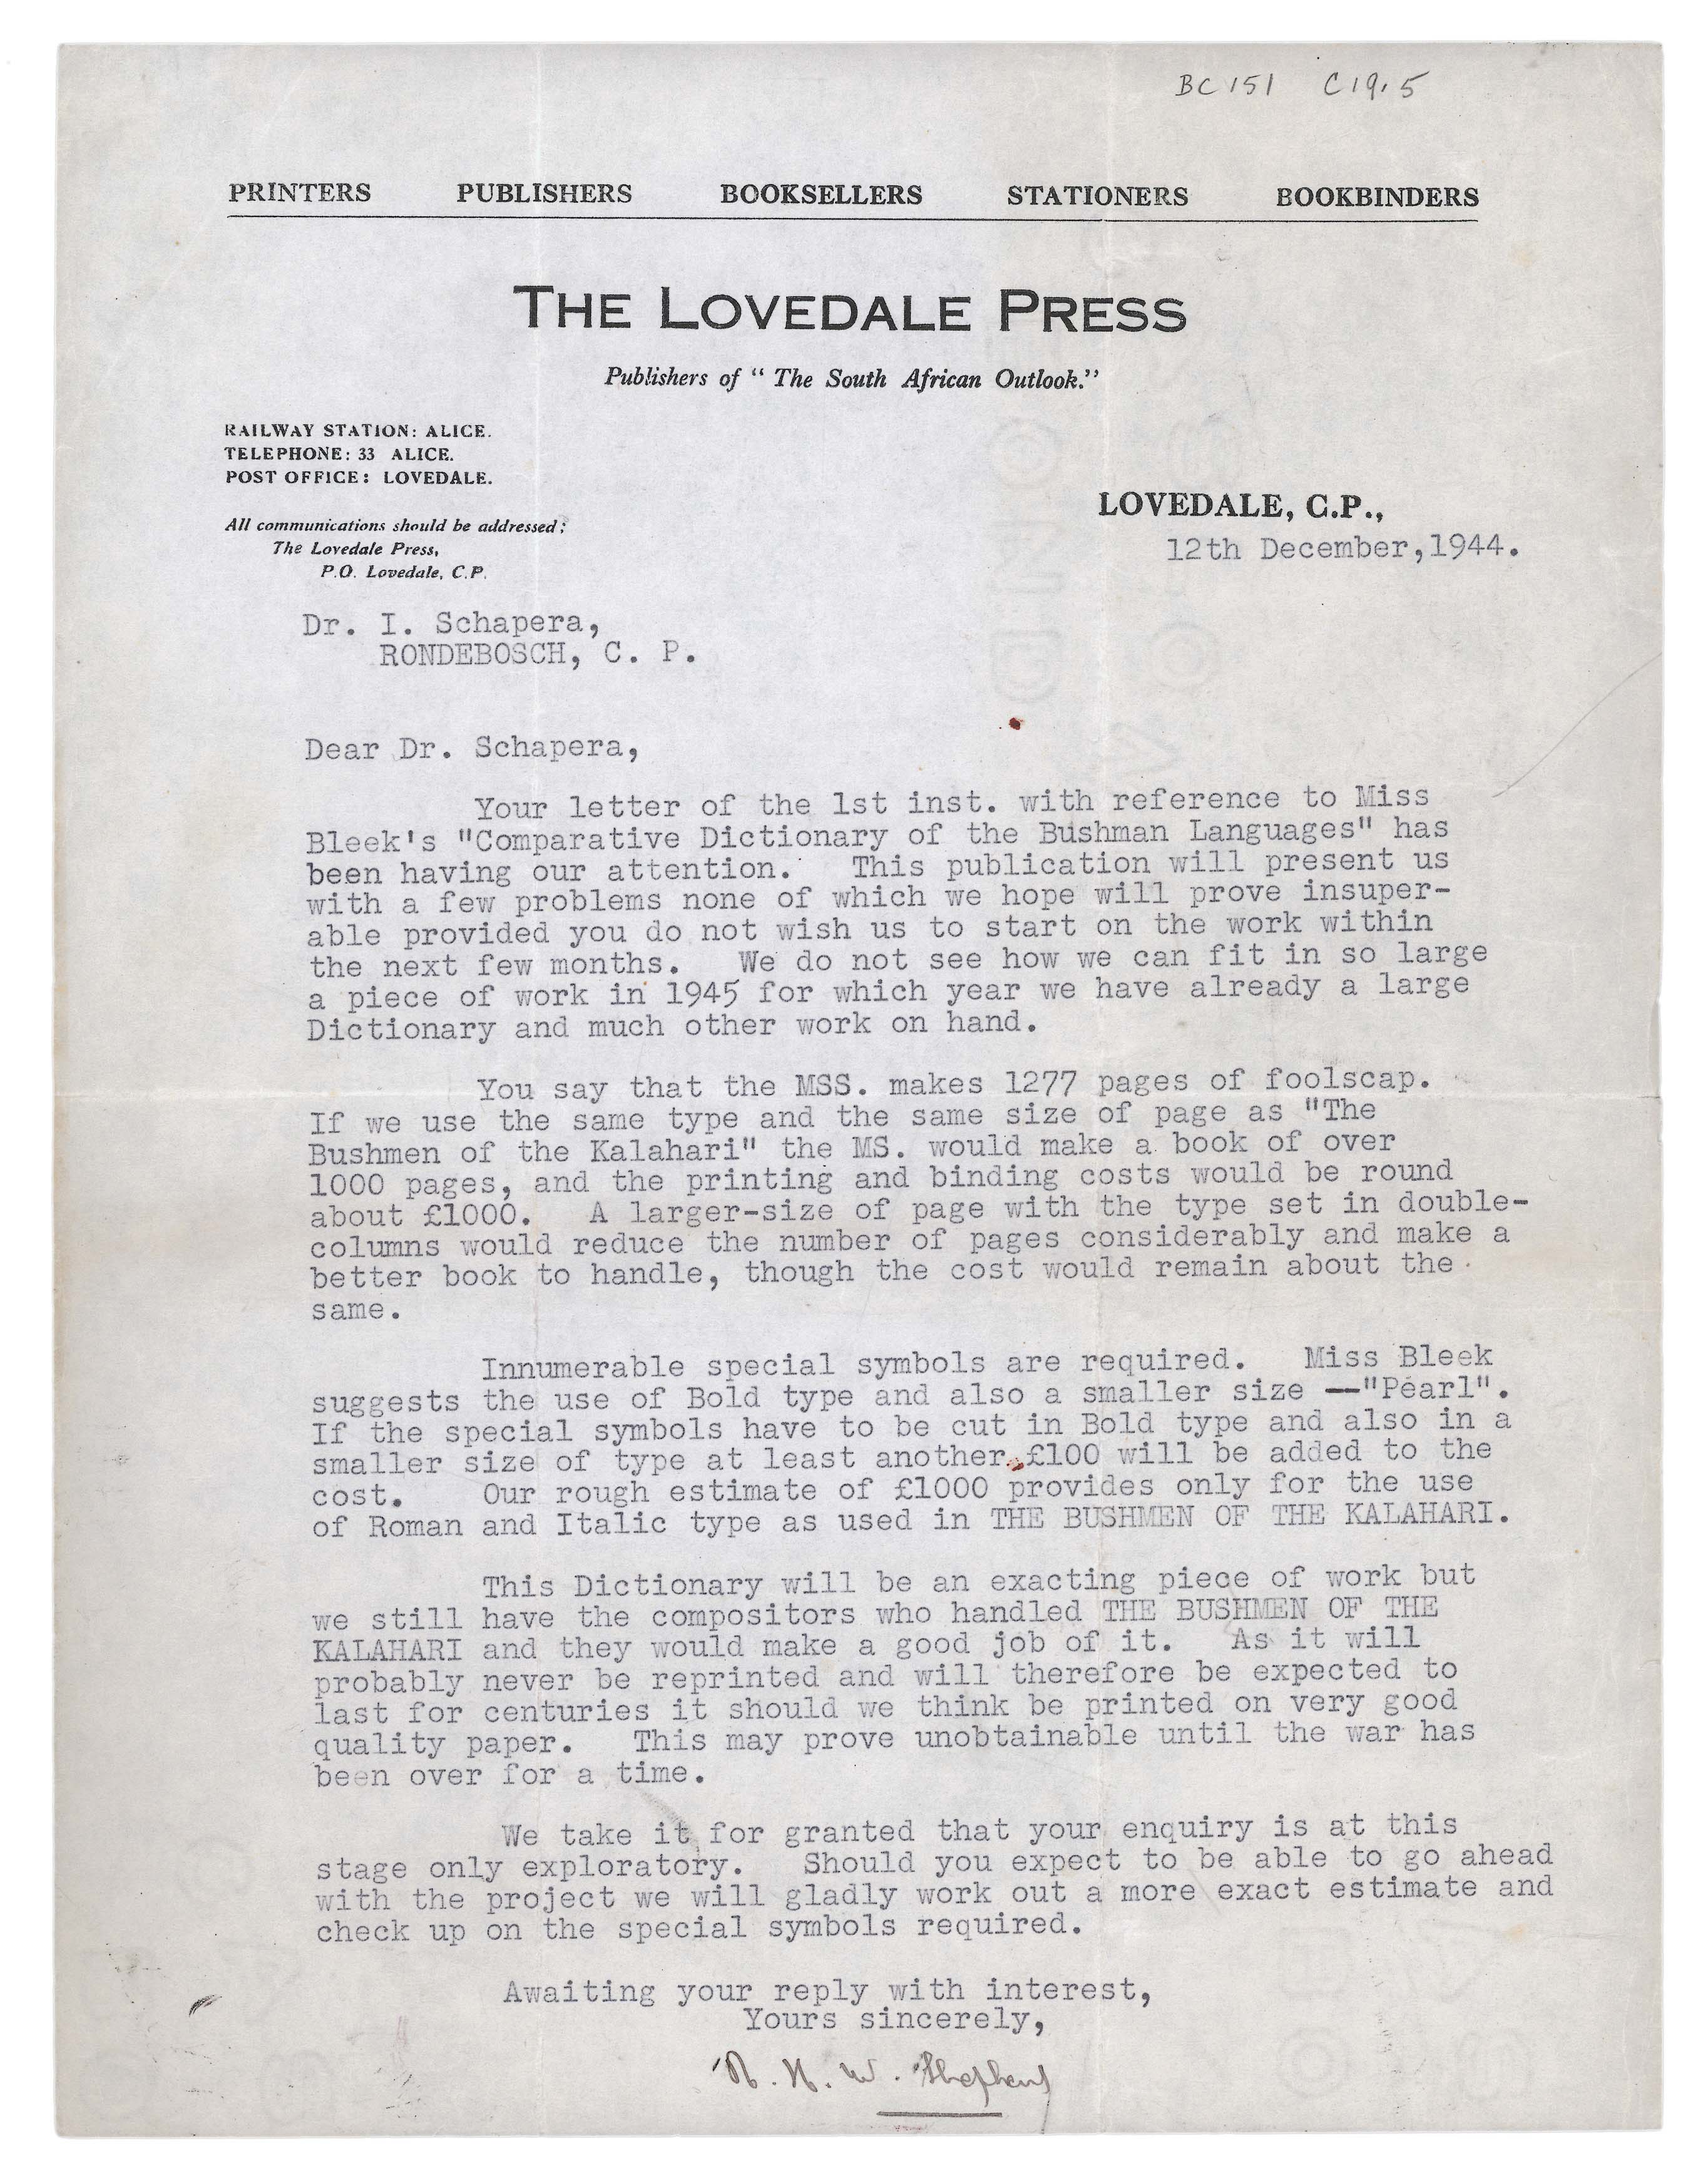 BC 151 C19.5
PRINTERS PUBLISHERS BOOKSELLERS STATIONERS BOOKBINDERS
THE LOVEDALE PRESS
Publishers of “ The South African Outlook.”
RAILWAY STATION: ALICE.
TELEPHONE: 33 ALICE.
POST OFFICE: LOVEDALE.
All communications should be addressed;
The Lovedale Press,
P.O. Lovedale, C.P.
LOVEDALE, C.P.,
12th December,1944.
Dr. I. Schapera,
RONDEBOSCH, C. P.
Dear Dr. Schapera,
Your letter of the 1st inst. with reference to Miss
Bleek's "Comparative Dictionary of the Bushman Languages" has
been having our attention. This publication will present us
with a few problems none of which we hope will prove insuper-
able provided you do not wish us to start on the work within
the next few months. We do not see how we can fit in so large
a piece of work in 1945 for which year we have already a large
Dictionary and much other work on hand.
You say that the MSS. makes 1277 pages of foolscap.
If we use the same type and the same size of page as "The
Bushmen of the Kalahari" the MS. would make a book of over
1000 pages, and the printing and binding costs would be round
about £1000. A larger-size of page with the type set in double-
columns would reduce the number of pages considerably and make a
better book to handle, though the cost would remain about the
same.
Innumerable special symbols are required. Miss Bleek
suggests the use of Bold type and also a smaller size —"Pearl".
If the special symbols have to be cut in Bold type and also in a
smaller size of type at least another £100 will be added to the
cost. Our rough estimate of £1000 provides only for the use
of Roman and Italic type as used in THE BUSHMEN OF THE KALAHARI.
This Dictionary will be an exacting piece of work but
we still have the compositors who handled THE BUSHMEN OF THE
KALAHARI and they would make a good job of it. As it will
probably never be reprinted and will therefore be expected to
last for centuries it should we think be printed on very good
quality paper. This may prove unobtainable until the war has
been over for a time.
We take it for granted that your enquiry is at this
stage only exploratory. Should you expect to be able to go ahead
with the project we will gladly work out a more exact estimate and
check up on the special symbols required.
Awaiting your reply with interest,
Yours sincerely,
R. H. W. Shepherd